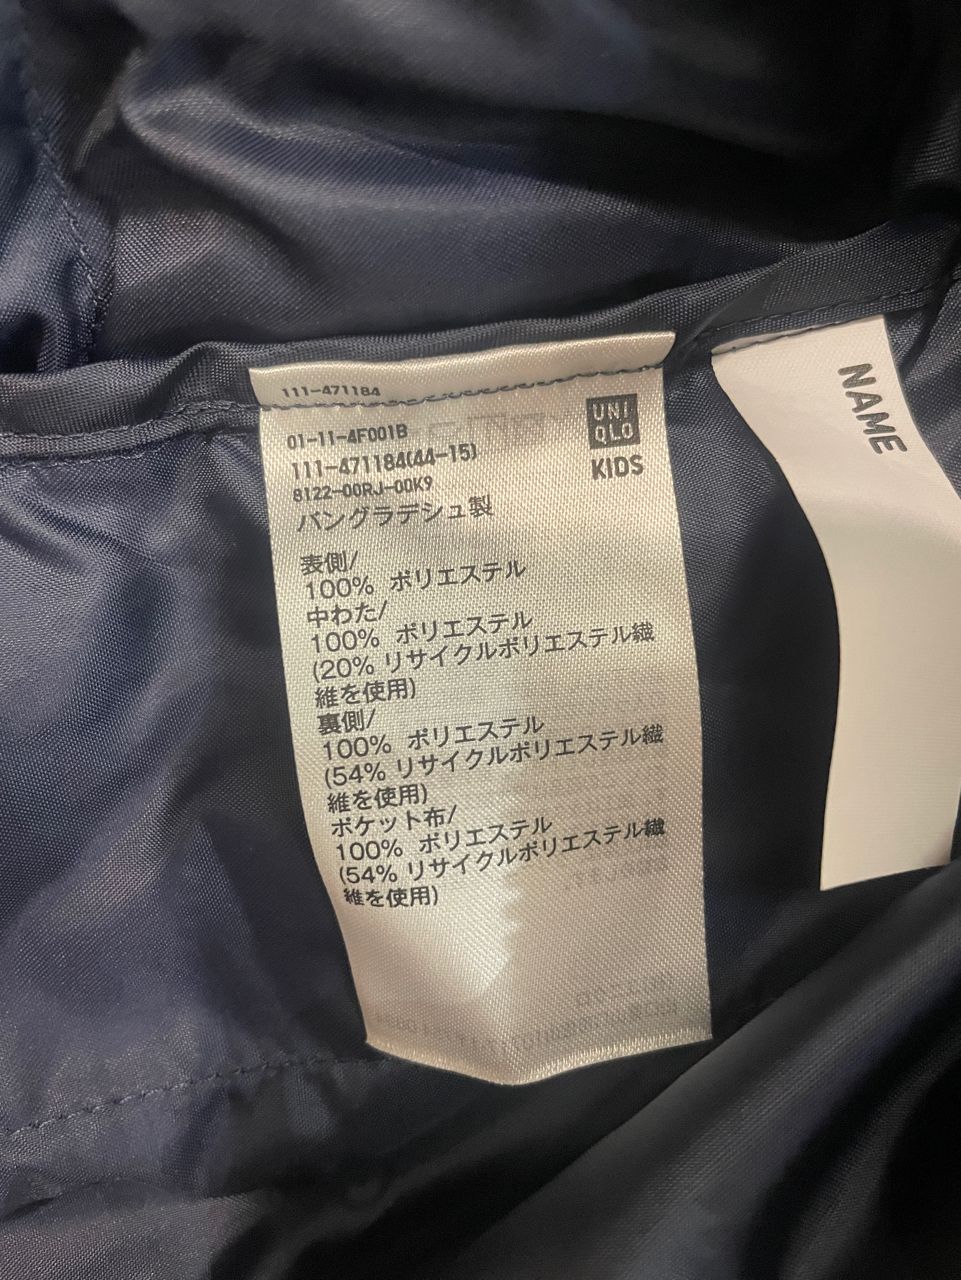 111-471184
UNI
QLO
KIDS
01-11-4F001B
111-471184(44-15)
8122-00RJ-00K9
バングラデシュ製
表側/
100% ポリエステル
中わた/
100% ポリエステル
(20% リサイクルポリエステル繊
維を使用)
裏側/
100% ポリエステル
(54% リサイクルポリエステル繊
維を使用)
ポケット布/
100% ポリエステル
(54% リサイクルポリエステル繊
維を使用)
NAME